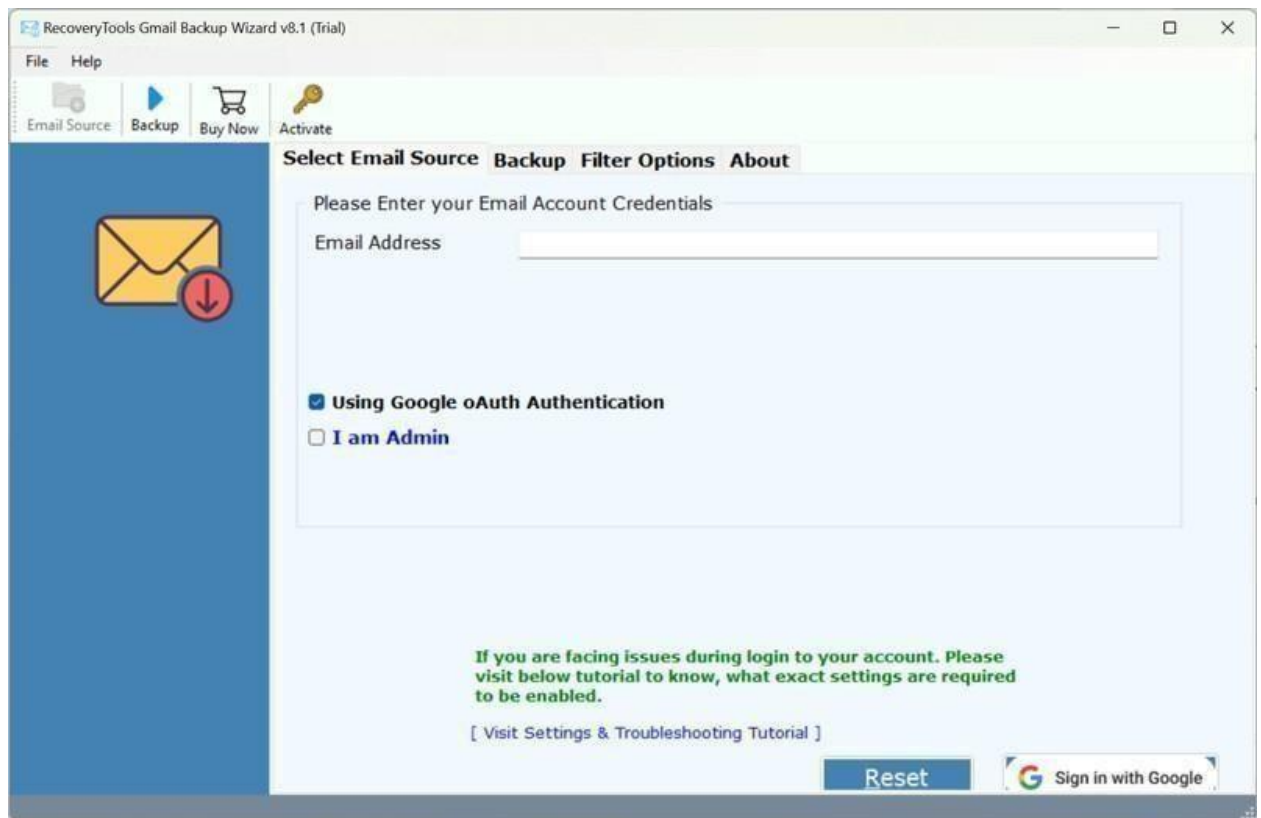 RecoveryTools Gmail Backup Wizard v8.1 (Trial)
File Help
Email Source Backup Buy Now Activate
Select Email Source Backup Filter Options About
Please Enter your Email Account Credentials
Email Address
Using Google oAuth Authentication
I am Admin
If you are facing issues during login to your account. Please
visit below tutorial to know, what exact settings are required
to be enabled.
[ Visit Settings & Troubleshooting Tutorial ]
Reset Sign in with Google